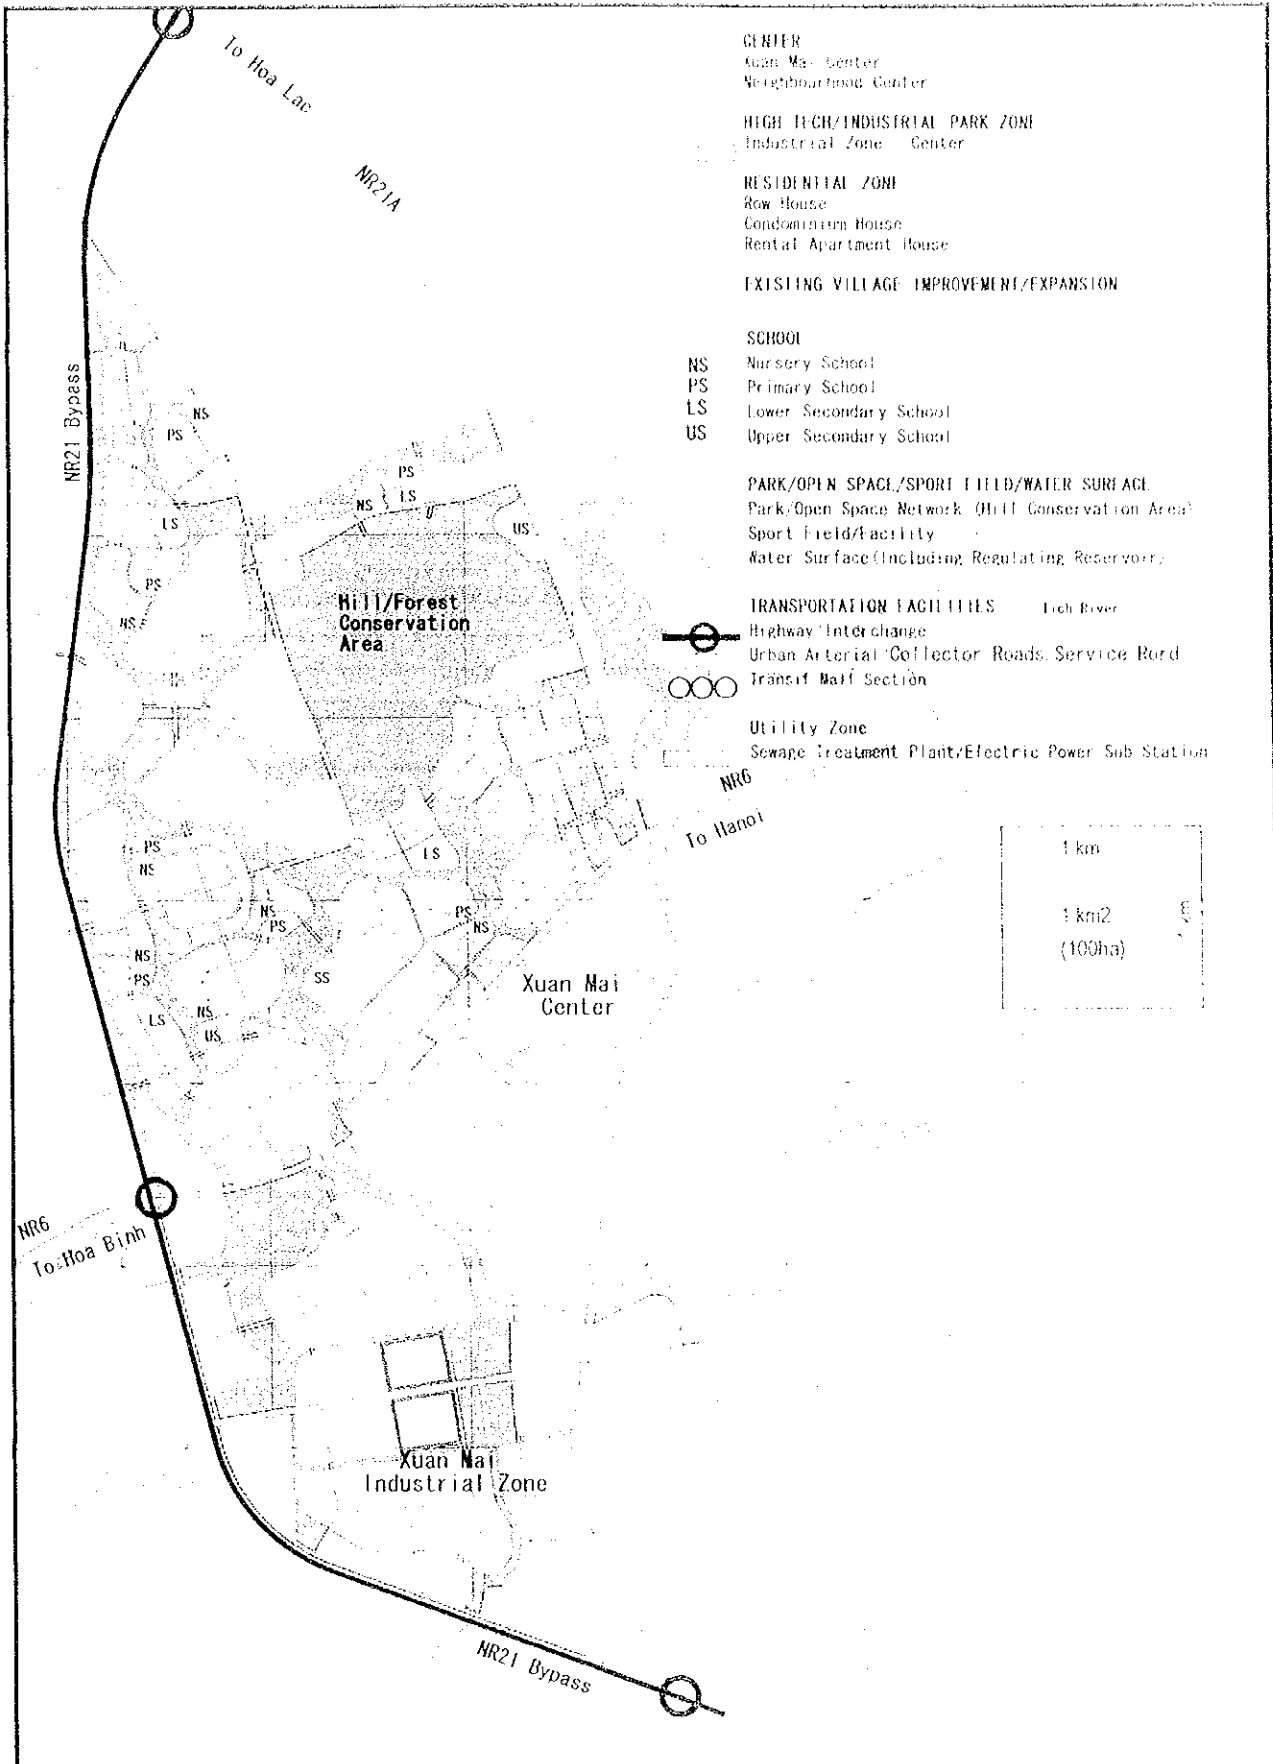 To Hoa Lac
NR21A
NR21 Bypass
CENTER
Xuan Mai Center
Neighbourhood Center
HIGH TECH/INDUSTRIAL PARK ZONE
Industrial Zone Center
RESIDENTIAL ZONE
Row House
Condominium House
Rental Apartment House
EXISTING VILLAGE IMPROVEMENT/EXPANSION
SCHOOL
NS Nursery School
PS Primary School
LS Lower Secondary School
US Upper Secondary School
PARK/OPEN SPACE/SPORT FIELD/WATER SURFACE
Park/Open Space Network (Hill Conservation Area)
Sport Field/Facility
Water Surface(Including Regulating Reservoir)
TRANSPORTATION FACILITIES
Tich River
Highway Interchange
Urban Arterial Collector Roads, Service Rord
Transit Mall Section
Utility Zone
Sewage Treatment Plant/Electric Power Sub Station
NR6
To Hanoi
1 km
1 km2
(100ha)
NS
PS
PS
LS
NS
LS
US
PS
NS
Hill/Forest
Conservation
Area
PS
NS
LS
NS
PS
PS
NS
NS
PS
SS
LS
NS
US
Xuan Mai
Center
NR6
To Hoa Binh
Xuan Mai
Industrial Zone
NR21 Bypass